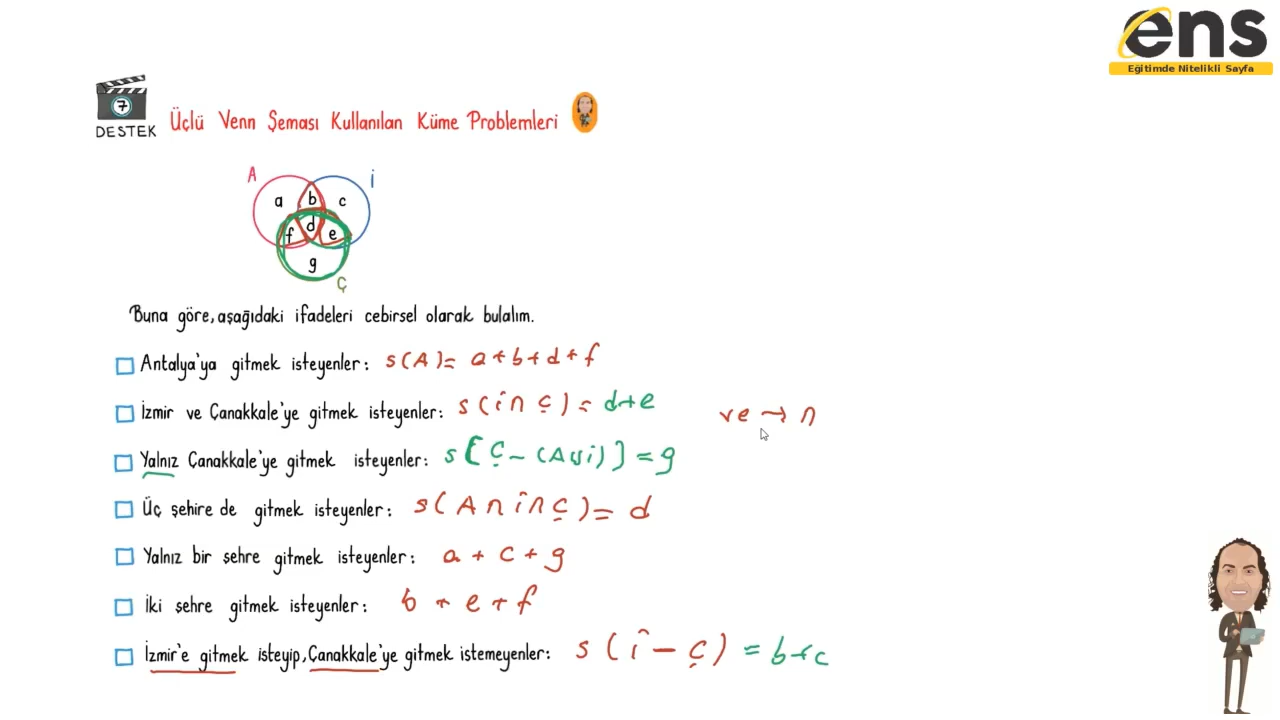 ens
Eğitimde Nitelikli Sayfa
7
DESTEK
Üçlü Venn Şeması Kullanılan Küme Problemleri
A
İ
a b c
f d e
g
Ç
Buna göre, aşağıdaki ifadeleri cebirsel olarak bulalım.
Antalya'ya gitmek isteyenler: s(A)= a+b+d+f
İzmir ve Çanakkale'ye gitmek isteyenler: s(İ∩Ç)= d+e
ve → ∩
Yalnız Çanakkale'ye gitmek isteyenler: s[Ç-(A∪İ)]=g
Üç şehire de gitmek isteyenler: s(A∩İ∩Ç)= d
Yalnız bir şehre gitmek isteyenler: a+c+g
İki şehre gitmek isteyenler: b+e+f
İzmir'e gitmek isteyip, Çanakkale'ye gitmek istemeyenler: s(İ-Ç) = b+c